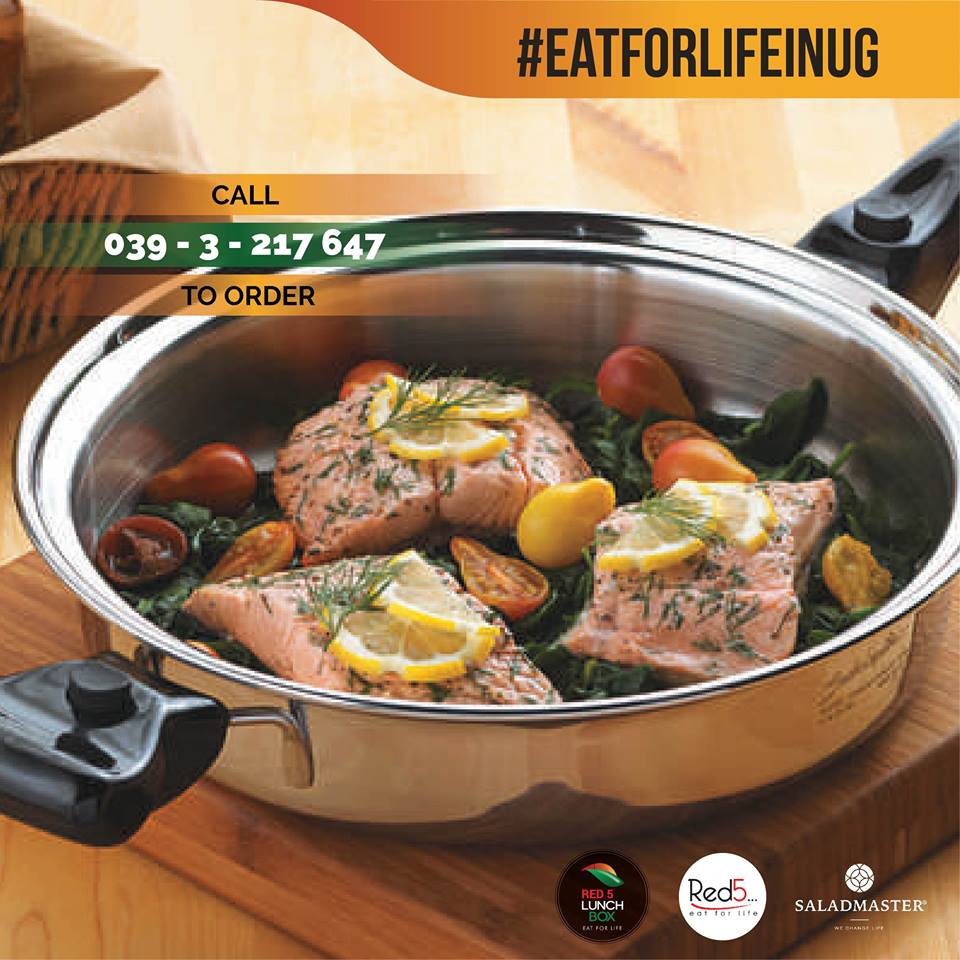 #EATFORLIFEINUG
CALL
039 - 3 - 217 647
TO ORDER
RED 5
LUNCH
BOX
EAT FOR LIFE
Red5...
eat for life
SALADMASTER®
WE CHANGE LIFE